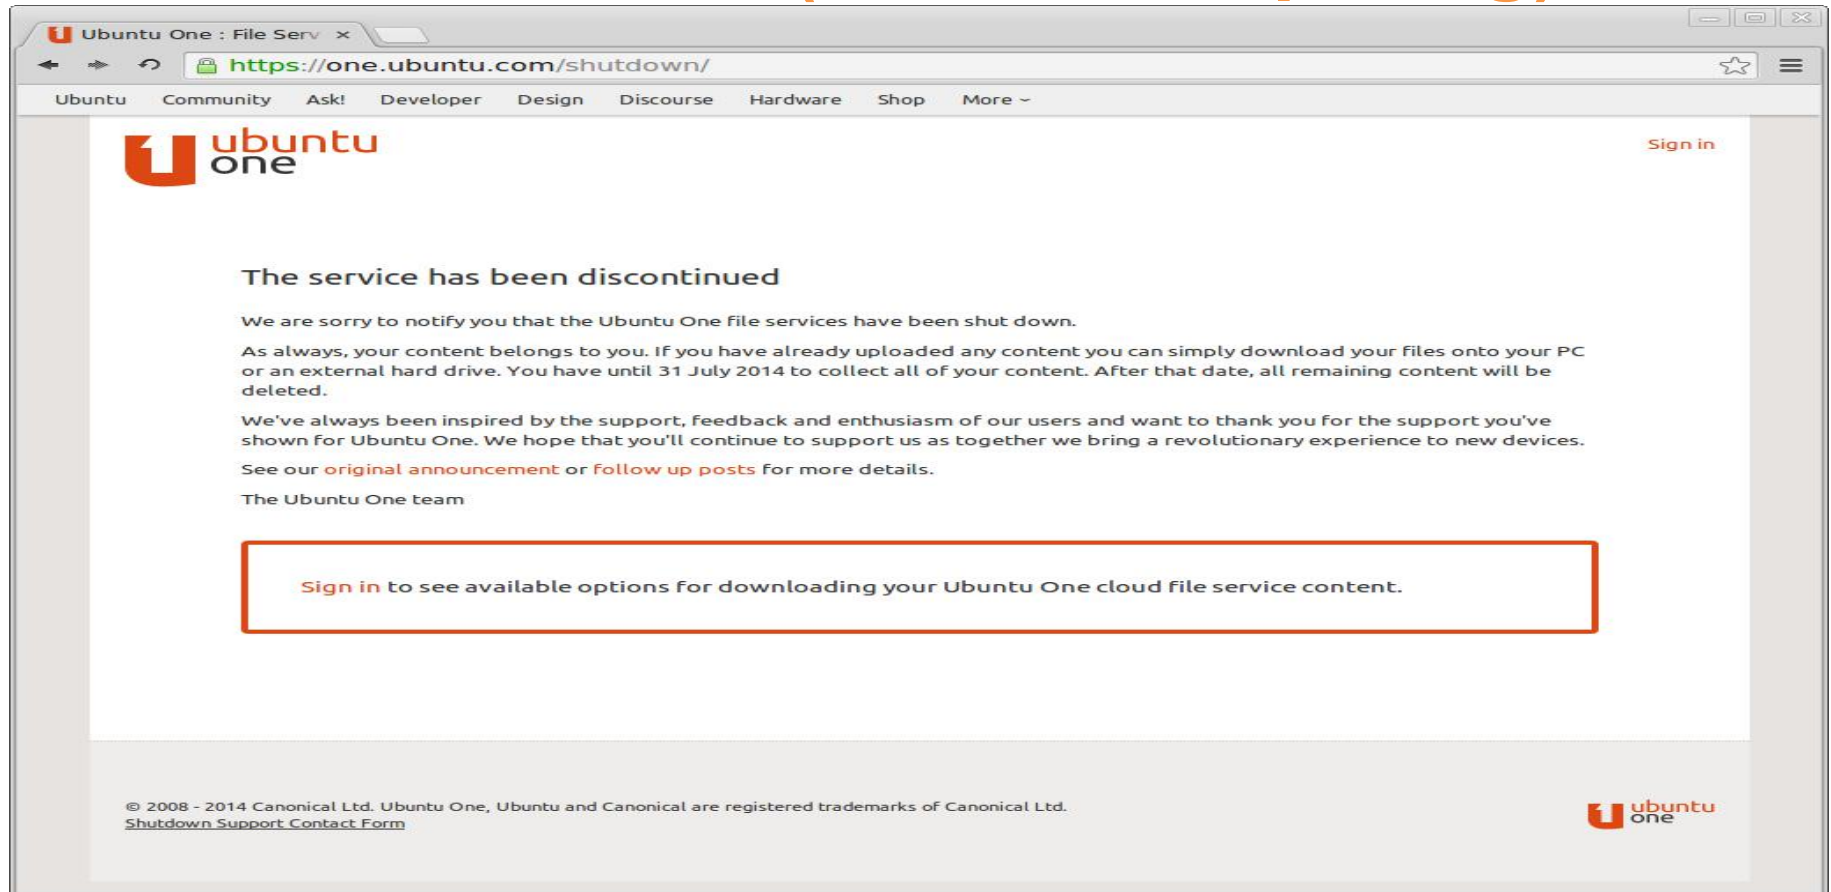 Ubuntu One : File Serv
https://one.ubuntu.com/shutdown/
Ubuntu Community Ask! Developer Design Discourse Hardware Shop More
ubuntu
one
Sign in
The service has been discontinued
We are sorry to notify you that the Ubuntu One file services have been shut down.
As always, your content belongs to you. If you have already uploaded any content you can simply download your files onto your PC
or an external hard drive. You have until 31 July 2014 to collect all of your content. After that date, all remaining content will be
deleted.
We've always been inspired by the support, feedback and enthusiasm of our users and want to thank you for the support you've
shown for Ubuntu One. We hope that you'll continue to support us as together we bring a revolutionary experience to new devices.
See our original announcement or follow up posts for more details.
The Ubuntu One team
Sign in to see available options for downloading your Ubuntu One cloud file service content.
© 2008 - 2014 Canonical Ltd. Ubuntu One, Ubuntu and Canonical are registered trademarks of Canonical Ltd.
Shutdown Support Contact Form
ubuntu
one